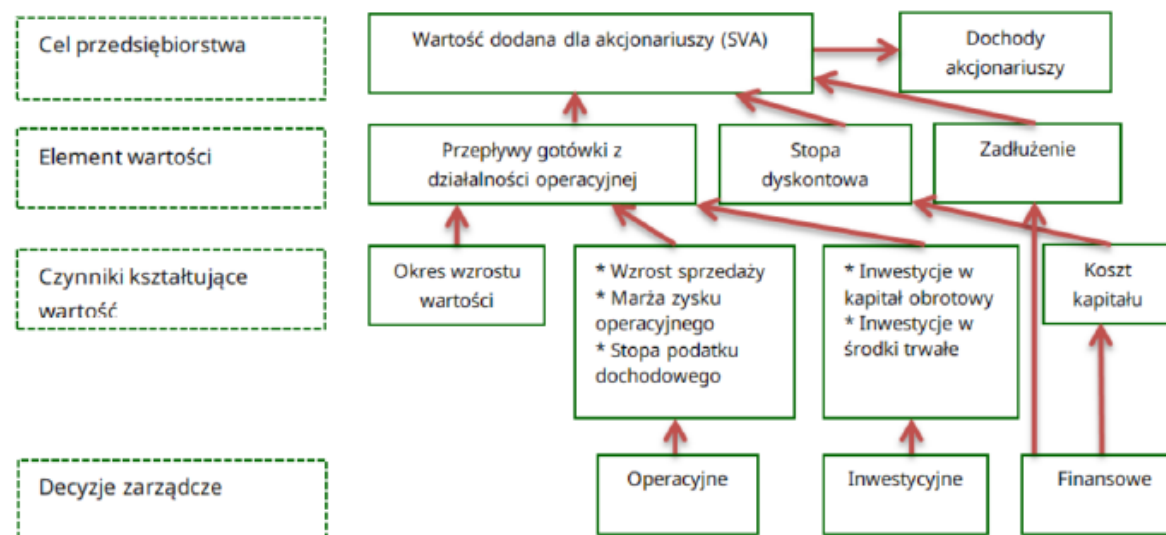 Cel przedsiębiorstwa
Wartość dodana dla akcjonariuszy (SVA)
Dochody
akcjonariuszy
Element wartości
Przepływy gotówki z
działalności operacyjnej
Stopa
dyskontowa
Zadłużenie
Czynniki kształtujące
wartość
Okres wzrostu
wartości
* Wzrost sprzedaży
* Marża zysku
operacyjnego
* Stopa podatku
dochodowego
* Inwestycje w
kapitał obrotowy
* Inwestycje w
środki trwałe
Koszt
kapitału
Decyzje zarządcze
Operacyjne
Inwestycyjne
Finansowe